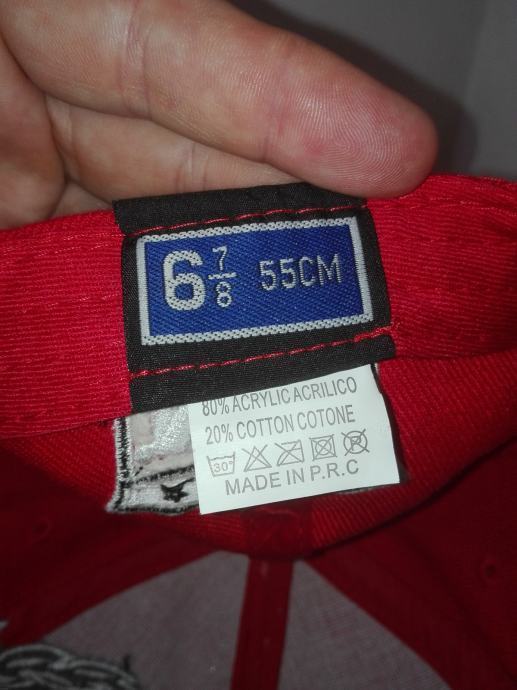 6 7/8 55CM
80% ACRYLIC ACRILICO
20% COTTON COTONE
30°
MADE IN P.R.C